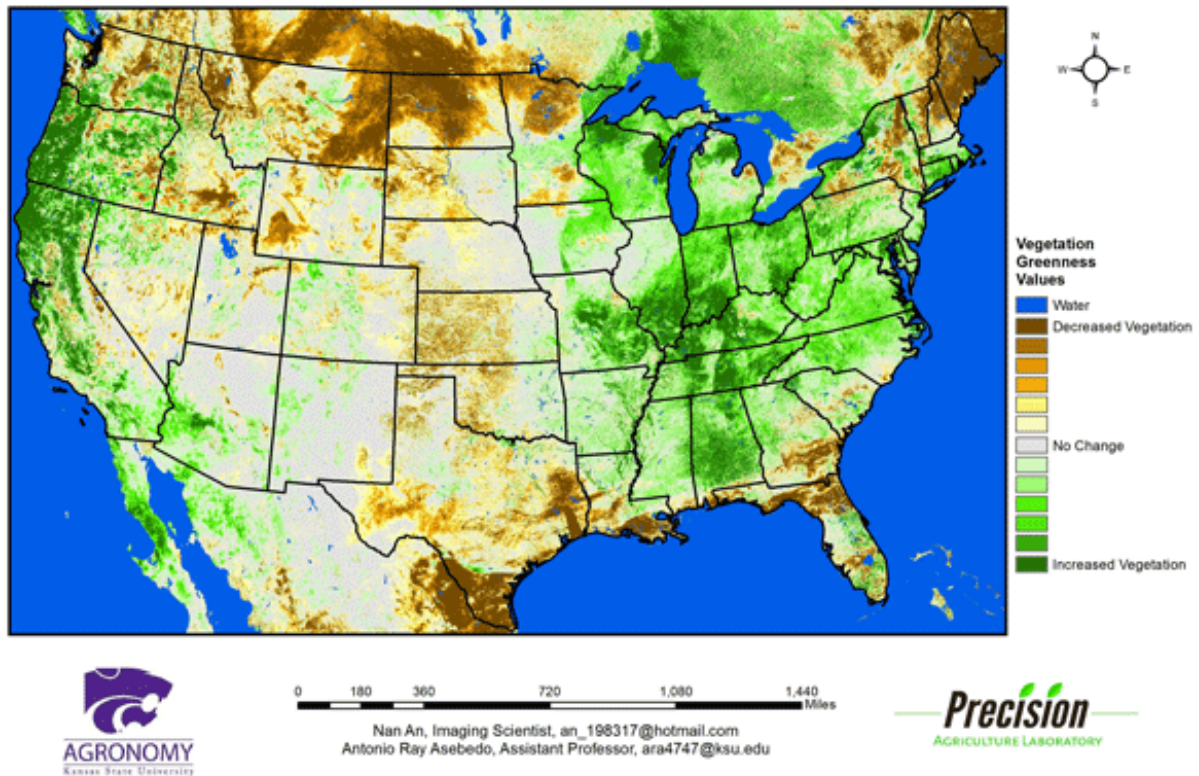 N
W
E
S
Vegetation
Greenness
Values
Water
Decreased Vegetation
No Change
Increased Vegetation
0 180 360 720 1,080 1,440
Miles
Nan An, Imaging Scientist, an_198317@hotmail.com
Antonio Ray Asebedo, Assistant Professor, ara4747@ksu.edu
AGRONOMY
Kansas State University
Precision
AGRICULTURE LABORATORY